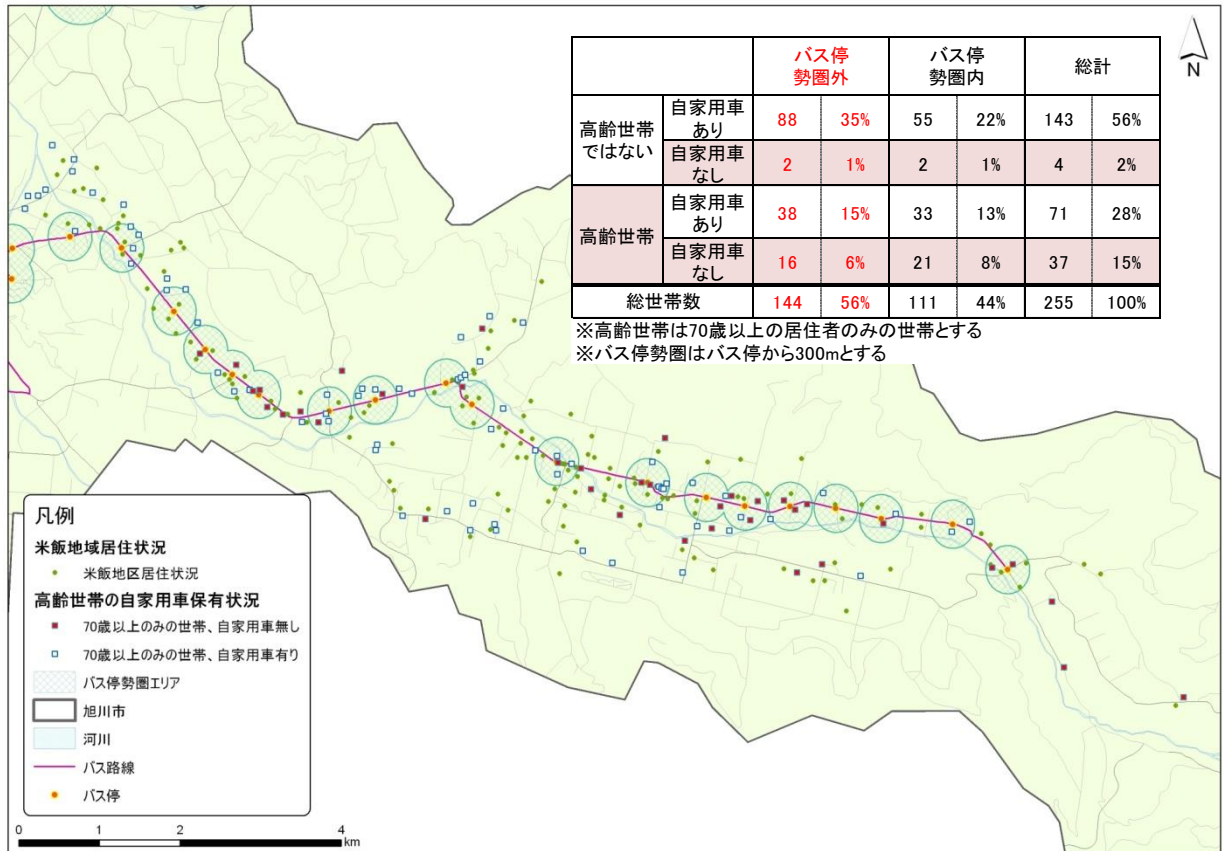 バス停
勢圏外
バス停
勢圏内
総計
高齢世帯
ではない
自家用車
あり
88 35% 55 22% 143 56%
自家用車
なし
2 1% 2 1% 4 2%
高齢世帯
自家用車
あり
38 15% 33 13% 71 28%
自家用車
なし
16 6% 21 8% 37 15%
総世帯数 144 56% 111 44% 255 100%
※高齢世帯は70歳以上の居住者のみの世帯とする
※バス停勢圏はバス停から300mとする
N
凡例
米飯地域居住状況
米飯地区居住状況
高齢世帯の自家用車保有状況
70歳以上のみの世帯、自家用車無し
70歳以上のみの世帯、自家用車有り
バス停勢圏エリア
旭川市
河川
バス路線
バス停
0 1 2 4
km